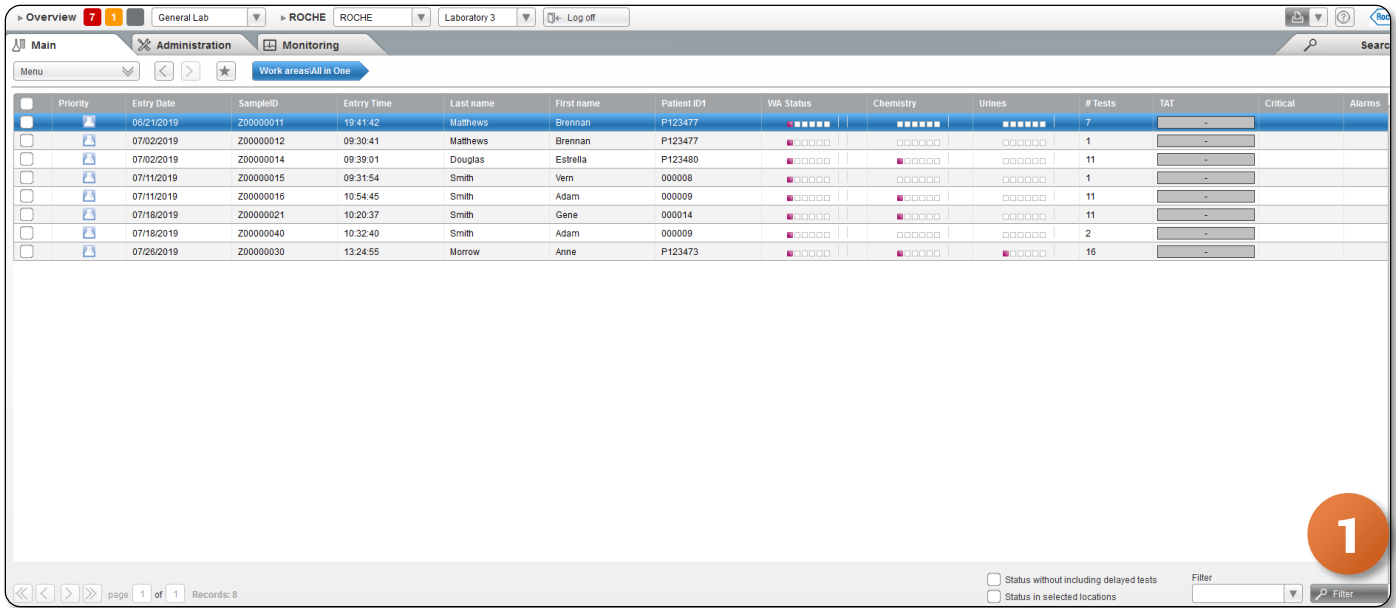 Overview 7 1 General Lab ROCHE ROCHE Laboratory 3 Log off ?
Main Administration Monitoring Searc
Menu Work areas\All in One
Priority Entry Date SampleID Entrry Time Last name First name Patient ID1 WA Status Chemistry Urines # Tests TAT Critical Alarms
06/21/2019 Z00000011 19:41:42 Matthews Brennan P123477 7 -
07/02/2019 Z00000012 09:30:41 Matthews Brennan P123477 1 -
07/02/2019 Z00000014 09:39:01 Douglas Estrella P123480 11 -
07/11/2019 Z00000015 09:31:54 Smith Vern 000008 1 -
07/11/2019 Z00000016 10:54:45 Smith Adam 000009 11 -
07/18/2019 Z00000021 10:20:37 Smith Gene 000014 11 -
07/18/2019 Z00000040 10:32:40 Smith Adam 000009 2 -
07/26/2019 Z00000030 13:24:55 Morrow Anne P123473 16 -
1
Status without including delayed tests Filter
page 1 of 1 Records: 8 Status in selected locations Filter